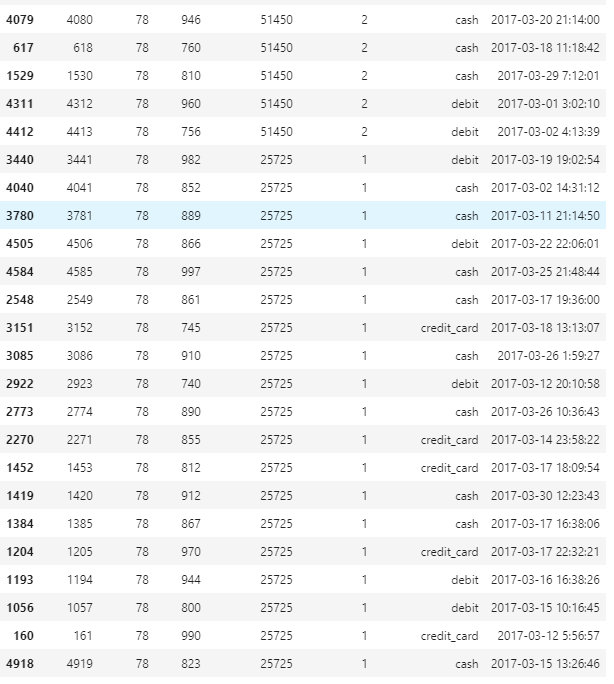 4079 4080 78 946 51450 2 cash 2017-03-20 21:14:00
617 618 78 760 51450 2 cash 2017-03-18 11:18:42
1529 1530 78 810 51450 2 cash 2017-03-29 7:12:01
4311 4312 78 960 51450 2 debit 2017-03-01 3:02:10
4412 4413 78 756 51450 2 debit 2017-03-02 4:13:39
3440 3441 78 982 25725 1 debit 2017-03-19 19:02:54
4040 4041 78 852 25725 1 cash 2017-03-02 14:31:12
3780 3781 78 889 25725 1 cash 2017-03-11 21:14:50
4505 4506 78 866 25725 1 debit 2017-03-22 22:06:01
4584 4585 78 997 25725 1 cash 2017-03-25 21:48:44
2548 2549 78 861 25725 1 cash 2017-03-17 19:36:00
3151 3152 78 745 25725 1 credit_card 2017-03-18 13:13:07
3085 3086 78 910 25725 1 cash 2017-03-26 1:59:27
2922 2923 78 740 25725 1 debit 2017-03-12 20:10:58
2773 2774 78 890 25725 1 cash 2017-03-26 10:36:43
2270 2271 78 855 25725 1 credit_card 2017-03-14 23:58:22
1452 1453 78 812 25725 1 credit_card 2017-03-17 18:09:54
1419 1420 78 912 25725 1 cash 2017-03-30 12:23:43
1384 1385 78 867 25725 1 cash 2017-03-17 16:38:06
1204 1205 78 970 25725 1 credit_card 2017-03-17 22:32:21
1193 1194 78 944 25725 1 debit 2017-03-16 16:38:26
1056 1057 78 800 25725 1 debit 2017-03-15 10:16:45
160 161 78 990 25725 1 credit_card 2017-03-12 5:56:57
4918 4919 78 823 25725 1 cash 2017-03-15 13:26:46